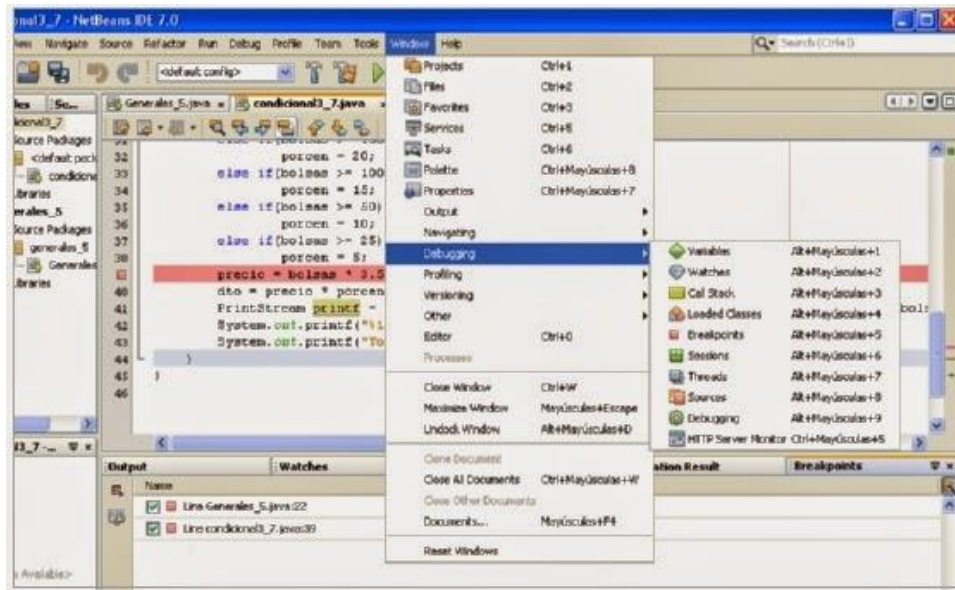 onal3_7 - NetBeans IDE 7.0
View Navigate Source Refactor Run Debug Profile Team Tools Window Help
Search (Ctrl+I)
<default config>
Se...
Generales_5.java
condicional3_7.java
Source Packages
<default pack
condicione
ibraries
erales_5
Source Packages
generales_5
Generales
ibraries
32 porcen = 20;
33 else if(bolsas >= 100
34 porcen = 15;
35 else if(bolsas >= 50)
36 porcen = 10;
37 else if(bolsas >= 25)
38 porcen = 5;
precio = bolsas * 3.5
40 dto = precio * porcen
41 PrintStream printf =
42 System.out.printf("%1
43 System.out.printf("To
44 }
45 }
46
Projects Ctrl+1
Files Ctrl+2
Favorites Ctrl+3
Services Ctrl+5
Tasks Ctrl+6
Palette Ctrl+Mayúsculas+8
Properties Ctrl+Mayúsculas+7
Output
Navigating
Debugging
Profiling
Versioning
Other
Editor Ctrl+0
Processes
Close Window Ctrl+W
Maximize Window Mayúsculas+Escape
Undock Window Alt+Mayúsculas+D
Clone Document
Close All Documents Ctrl+Mayúsculas+W
Close Other Documents
Documents... Mayúsculas+F4
Reset Windows
Variables Alt+Mayúsculas+1
Watches Alt+Mayúsculas+2
Call Stack Alt+Mayúsculas+3
Loaded Classes Alt+Mayúsculas+4
Breakpoints Alt+Mayúsculas+5
Sessions Alt+Mayúsculas+6
Threads Alt+Mayúsculas+7
Sources Alt+Mayúsculas+8
Debugging Alt+Mayúsculas+9
HTTP Server Monitor Ctrl+Mayúsculas+5
bols
l3_7-...
Output
Watches
ation Result
Breakpoints
Name
Line Generales_5.java:22
Line condicional3_7.java:39
Available>